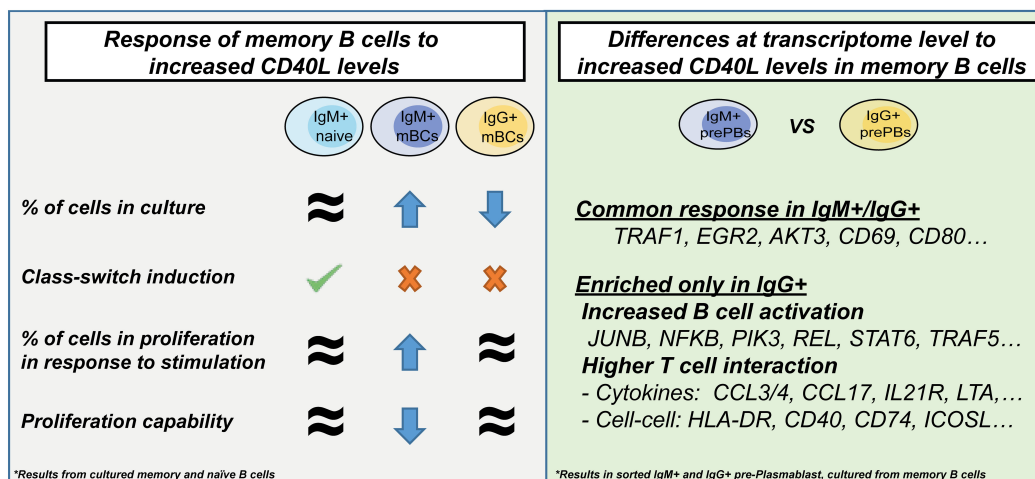 Response of memory B cells to
increased CD40L levels
IgM+
naive
IgM+
mBCs
IgG+
mBCs
% of cells in culture
≈
Class-switch induction
% of cells in proliferation
in response to stimulation
≈
≈
Proliferation capability
≈
≈
*Results from cultured memory and naïve B cells
Differences at transcriptome level to
increased CD40L levels in memory B cells
IgM+
prePBs
VS
IgG+
prePBs
Common response in IgM+/IgG+
TRAF1, EGR2, AKT3, CD69, CD80…
Enriched only in IgG+
Increased B cell activation
JUNB, NFKB, PIK3, REL, STAT6, TRAF5…
Higher T cell interaction
- Cytokines: CCL3/4, CCL17, IL21R, LTA,…
- Cell-cell: HLA-DR, CD40, CD74, ICOSL…
*Results in sorted IgM+ and IgG+ pre-Plasmablast, cultured from memory B cells